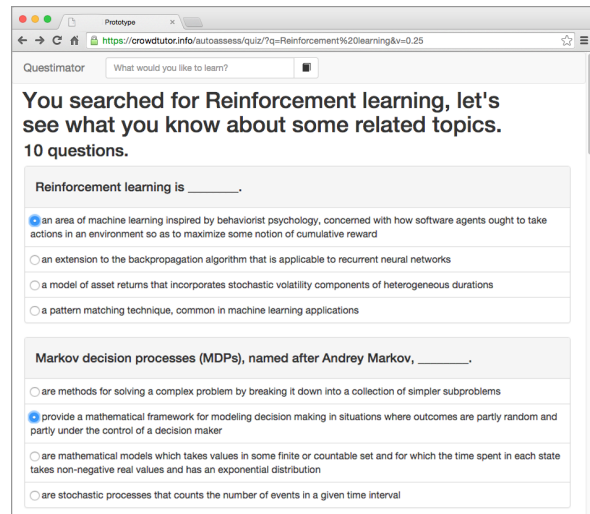 Prototype
https://crowdtutor.info/autoassess/quiz/?q=Reinforcement%20learning&v=0.25
Questimator
What would you like to learn?
You searched for Reinforcement learning, let's
see what you know about some related topics.
10 questions.
Reinforcement learning is ________.
an area of machine learning inspired by behaviorist psychology, concerned with how software agents ought to take
actions in an environment so as to maximize some notion of cumulative reward
an extension to the backpropagation algorithm that is applicable to recurrent neural networks
a model of asset returns that incorporates stochastic volatility components of heterogeneous durations
a pattern matching technique, common in machine learning applications
Markov decision processes (MDPs), named after Andrey Markov, ________.
are methods for solving a complex problem by breaking it down into a collection of simpler subproblems
provide a mathematical framework for modeling decision making in situations where outcomes are partly random and
partly under the control of a decision maker
are mathematical models which takes values in some finite or countable set and for which the time spent in each state
takes non-negative real values and has an exponential distribution
are stochastic processes that counts the number of events in a given time interval